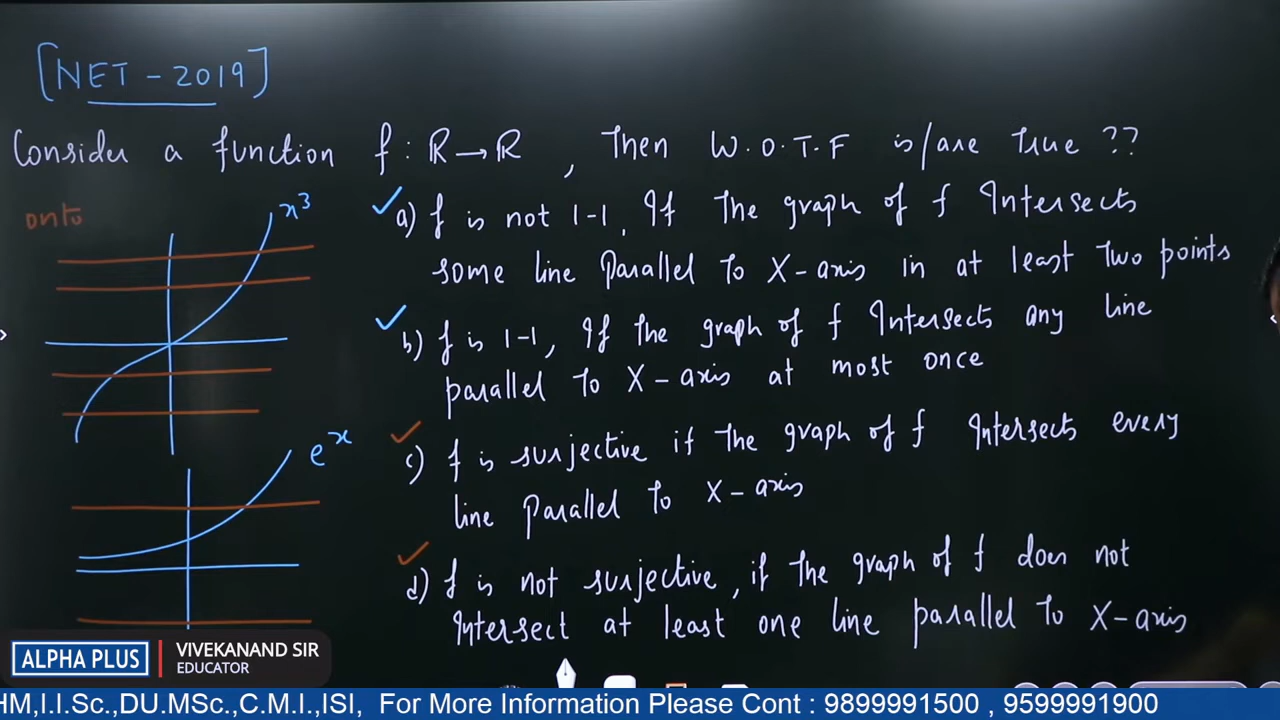 [NET - 2019]
Consider a function f : R → R , Then W.O.T.F is/are true ??
onto
x³
a) f is not 1-1, If The graph of f Intersects
some line Parallel To X-axis in at least Two points
b) f is 1-1, If the graph of f Intersects any line
parallel To X-axis at most once
eˣ
c) f is surjective if The graph of f Intersects every
line parallel To X-axis
d) f is not surjective, if The graph of f does not
Intersect at least one line parallel To X-axis
ALPHA PLUS
VIVEKANAND SIR
EDUCATOR
HM,I.I.Sc.,DU.MSc.,C.M.I.,ISI, For More Information Please Cont : 9899991500 , 9599991900